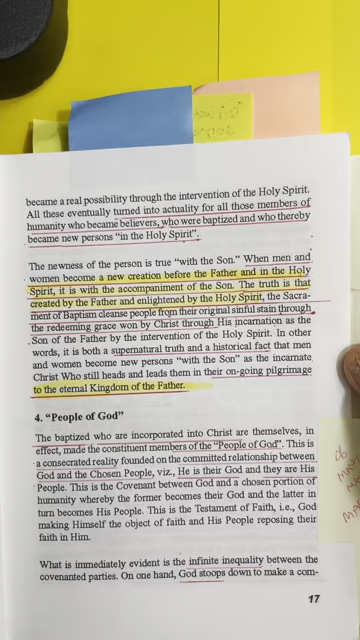 became a real possibility through the intervention of the Holy Spirit.
All these eventually turned into actuality for all those members of
humanity who became believers, who were baptized and who thereby
became new persons "in the Holy Spirit".
The newness of the person is true "with the Son." When men and
women become a new creation before the Father and in the Holy
Spirit, it is with the accompaniment of the Son. The truth is that
created by the Father and enlightened by the Holy Spirit, the Sacra-
ment of Baptism cleanse people from their original sinful stain through
the redeeming grace won by Christ through His incarnation as the
Son of the Father by the intervention of the Holy Spirit. In other
words, it is both a supernatural truth and a historical fact that men
and women become new persons "with the Son" as the incarnate
Christ Who still heads and leads them in their on-going pilgrimage
to the eternal Kingdom of the Father.
4. "People of God"
The baptized who are incorporated into Christ are themselves, in
effect, made the constituent members of the "People of God". This is
a consecrated reality founded on the committed relationship between
God and the Chosen People, viz., He is their God and they are His
People. This is the Covenant between God and a chosen portion of
humanity whereby the former becomes their God and the latter in
turn becomes His People. This is the Testament of Faith, i.e., God
making Himself the object of faith and His People reposing their
faith in Him.
What is immediately evident is the infinite inequality between the
covenanted parties. On one hand, God stoops down to make a com-
17